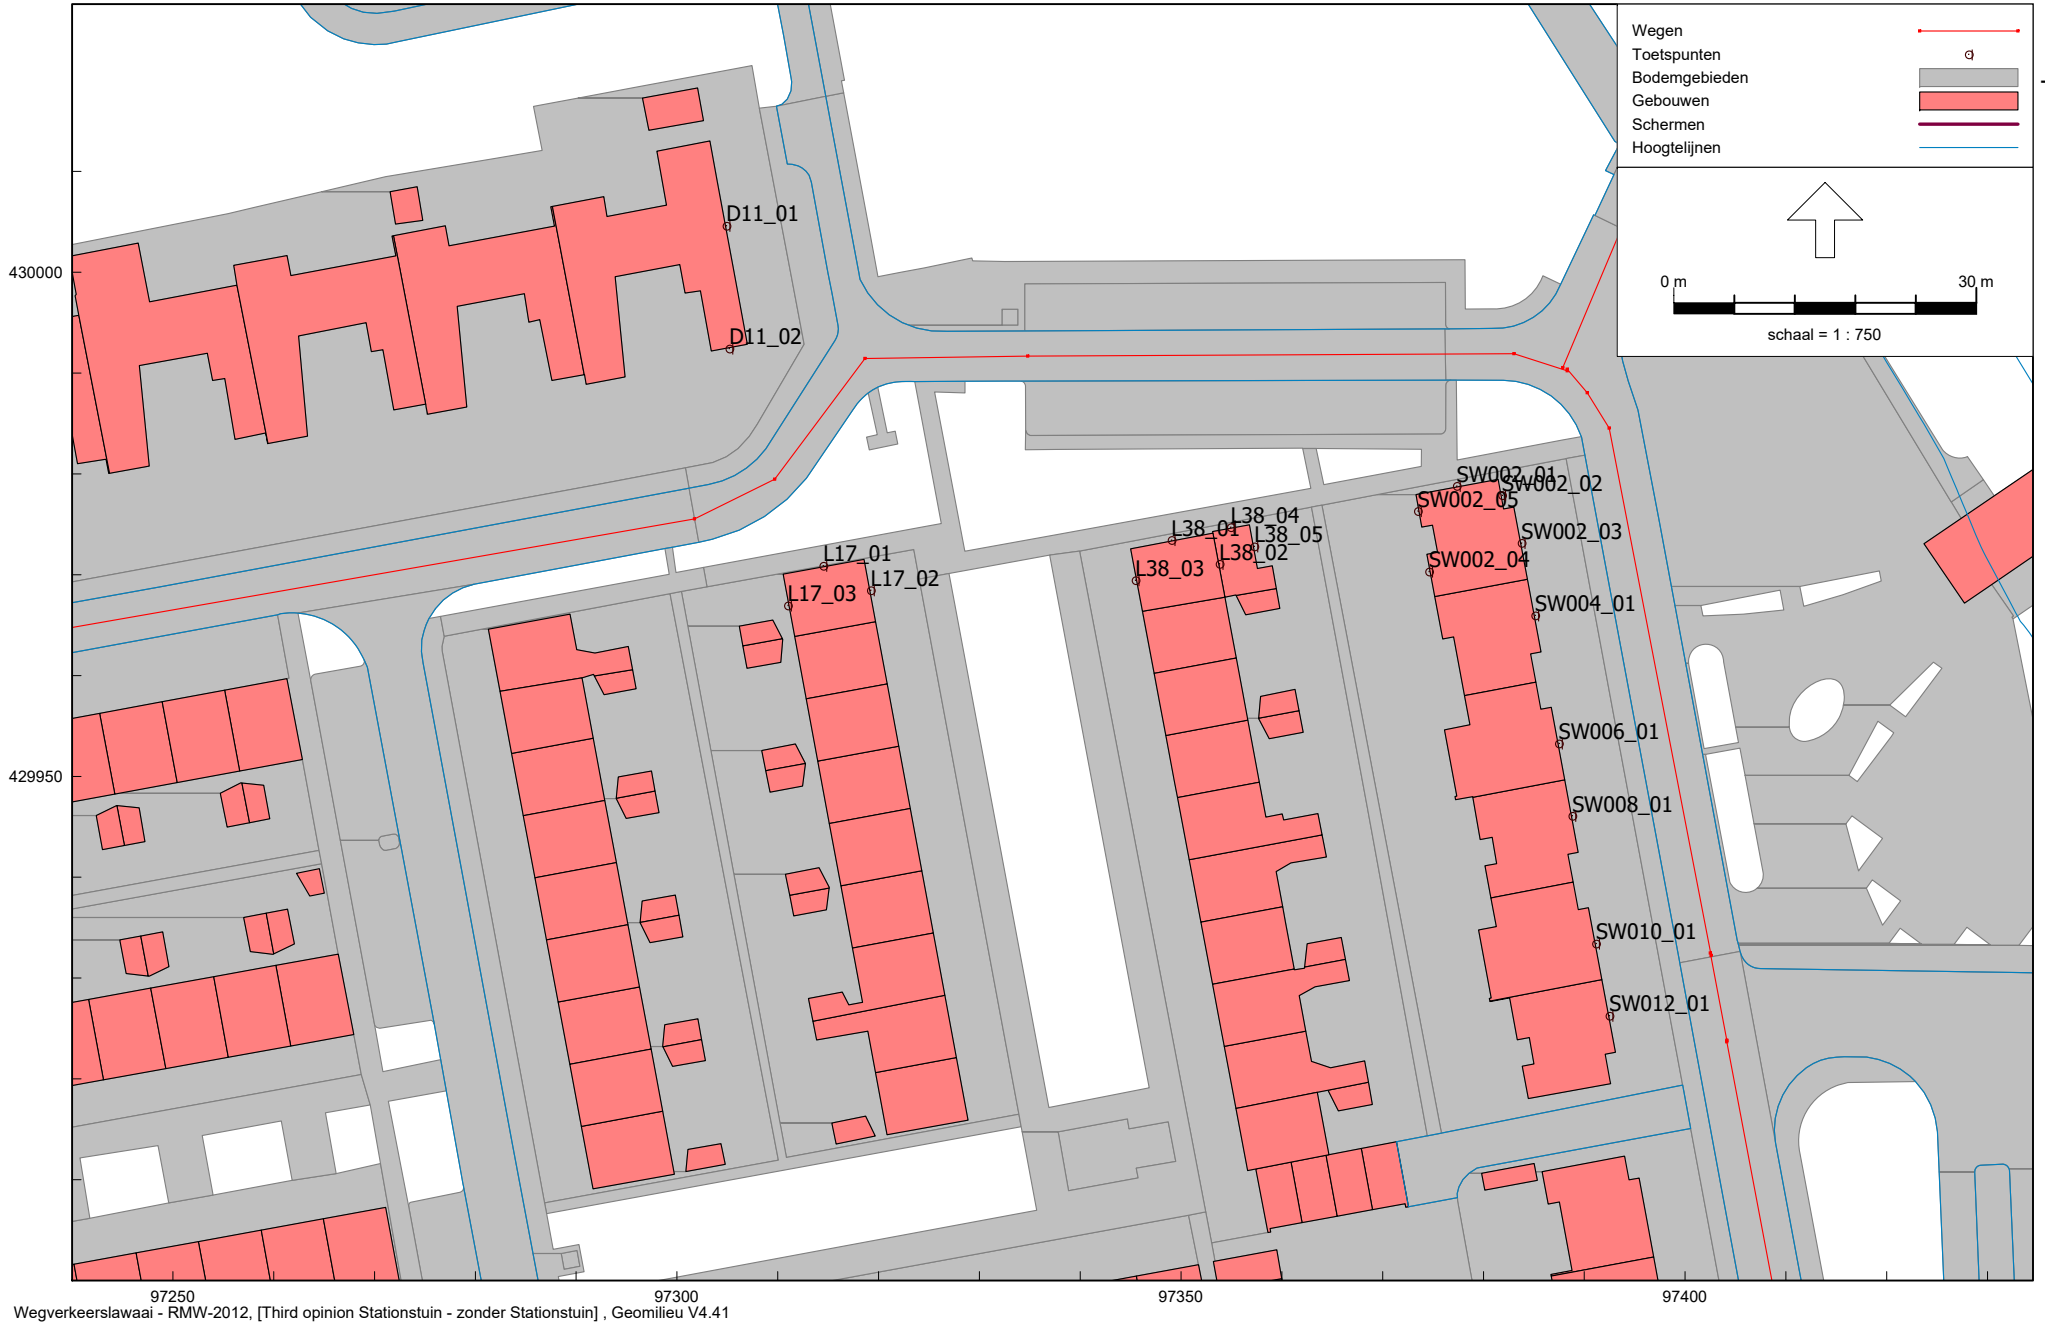 Wegen
Toetspunten
Bodemgebieden
Gebouwen
Schermen
Hoogtelijnen
0 m 30 m
schaal = 1 : 750
D11_01
430000
D11_02
SW002_01
SW002_02
SW002_05
L38_04
L38_01
L38_05
SW002_03
L17_01
L38_02
SW002_04
L38_03
L17_02
L17_03
SW004_01
SW006_01
429950
SW008_01
SW010_01
SW012_01
97250 97300 97350 97400
Wegverkeerslawaai - RMW-2012, [Third opinion Stationstuin - zonder Stationstuin] , Geomilieu V4.41